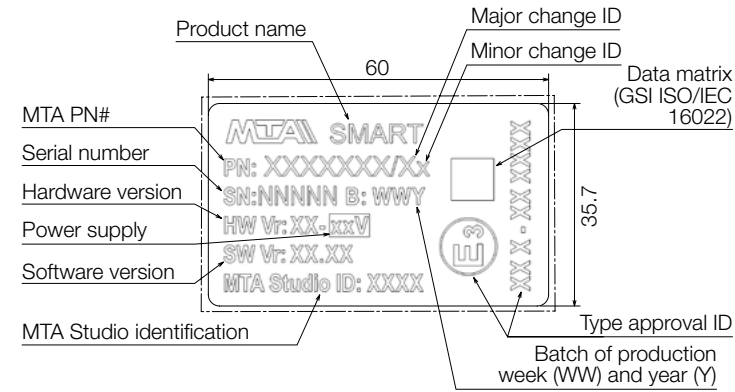 Product name
Major change ID
Minor change ID
60
Data matrix
(GSI ISO/IEC
16022)
MTA PN#
Serial number
Hardware version
Power supply
Software version
MTA Studio identification
MTA SMART
PN: XXXXXXX/Xx
SN:NNNNN B: WWY
HW Vr: XX-xxV
SW Vr: XX.XX
MTA Studio ID: XXXX
E3
XX X - XX XXXXX
35.7
Type approval ID
Batch of production
week (WW) and year (Y)